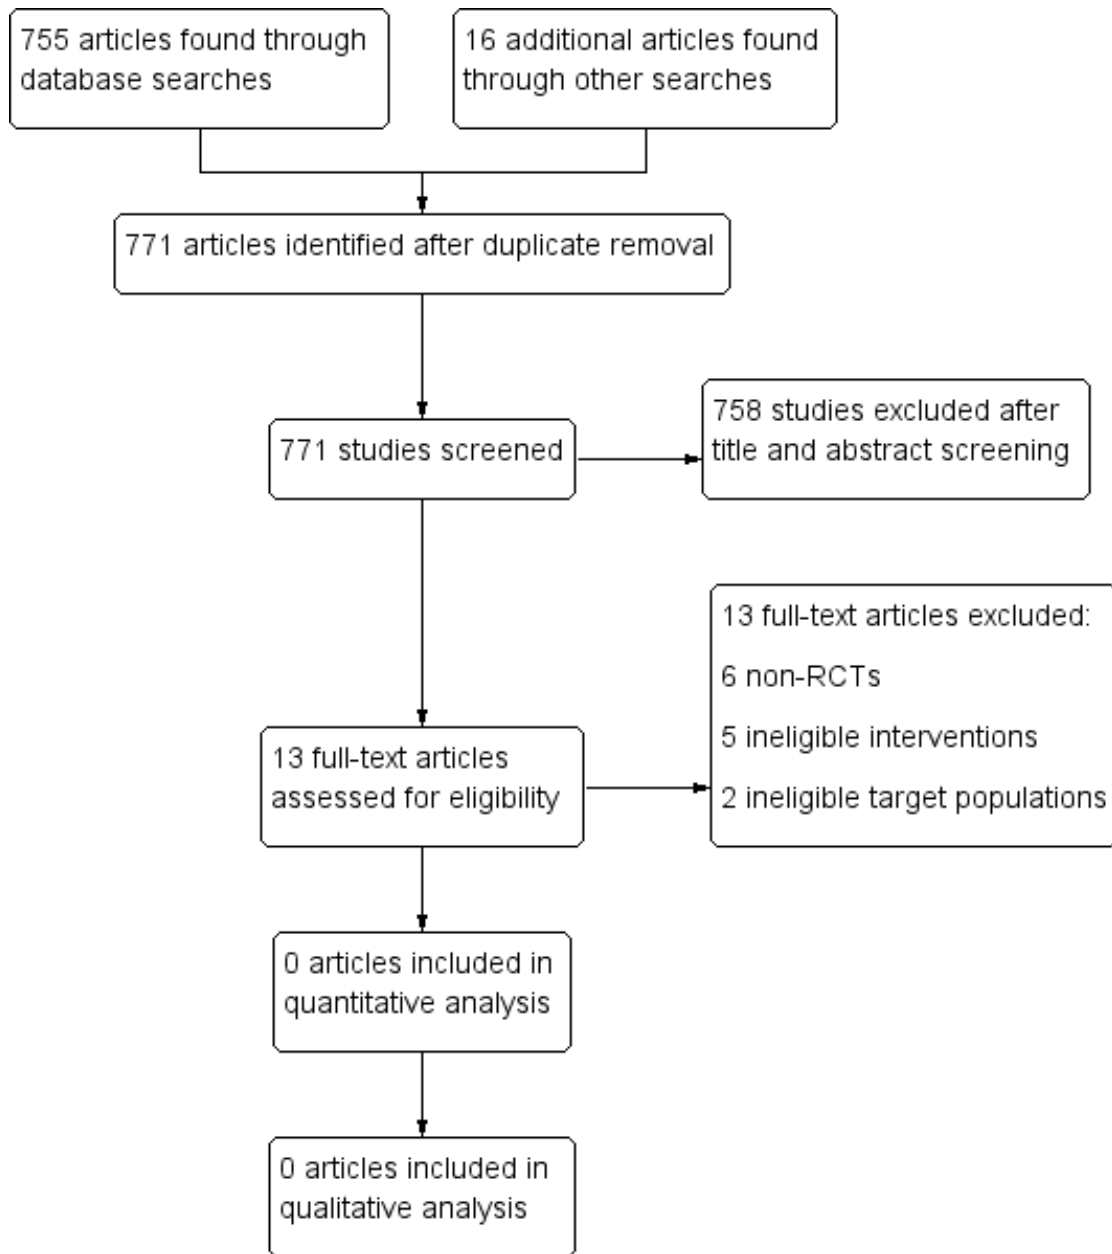 755 articles found through
database searches
16 additional articles found
through other searches
771 articles identified after duplicate removal
771 studies screened
758 studies excluded after
title and abstract screening
13 full-text articles excluded:
6 non-RCTs
5 ineligible interventions
2 ineligible target populations
13 full-text articles
assessed for eligibility
0 articles included in
quantitative analysis
0 articles included in
qualitative analysis